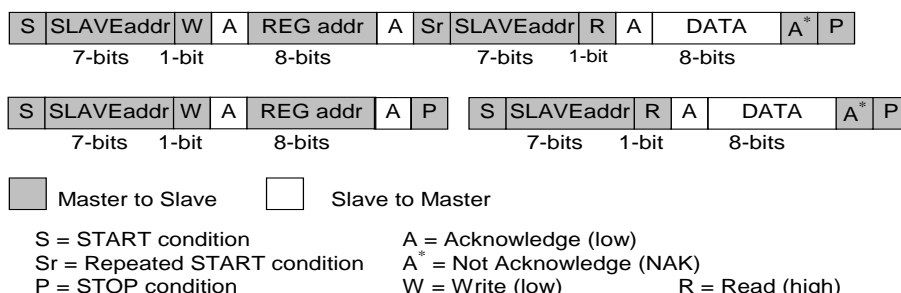 S SLAVEaddr W A REG addr A Sr SLAVEaddr R A DATA A* P
7-bits 1-bit 8-bits 7-bits 1-bit 8-bits
S SLAVEaddr W A REG addr A P S SLAVEaddr R A DATA A* P
7-bits 1-bit 8-bits 7-bits 1-bit 8-bits
Master to Slave Slave to Master
S = START condition A = Acknowledge (low)
Sr = Repeated START condition A* = Not Acknowledge (NAK)
P = STOP condition W = Write (low) R = Read (high)